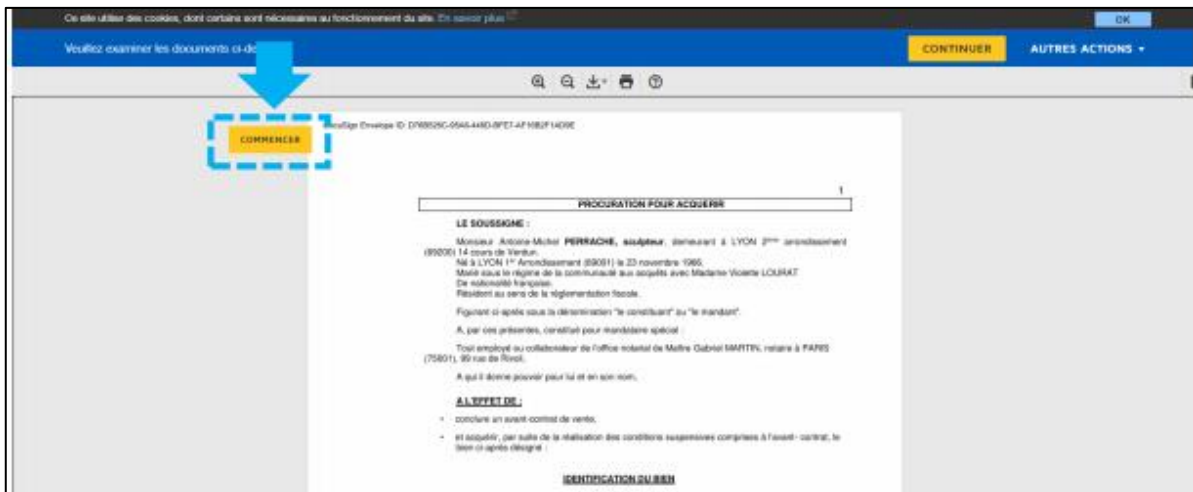 Ce site utilise des cookies, dont certains sont nécessaires au fonctionnement du site. En savoir plus
OK
Veuillez examiner les documents ci-de
CONTINUER
AUTRES ACTIONS
COMMENCER
Envelope ID:
1
PROCURATION POUR ACQUERIR
LE SOUSSIGNE :
Monsieur Antoine-Michel PERRACHE, sculpteur, demeurant à LYON 2ème arrondissement
(69200) 14 cours de Verdun.
Né à LYON 1er Arrondissement (69001) le 23 novembre 1966.
Marié sous le régime de la communauté aux acquêts avec Madame Violette LOURAT
De nationalité française.
Résident au sens de la réglementation fiscale.
Figurant ci-après sous la dénomination "le constituant" ou "le mandant".
A, par ces présentes, constitué pour mandataire spécial :
Tout employé ou collaborateur de l'office notarial de Maître Gabriel MARTIN, notaire à PARIS
(75001), 99 rue de Rivoli.
A qui il donne pouvoir pour lui et en son nom,
A L'EFFET DE :
• conclure un avant-contrat de vente,
• et acquérir, par suite de la réalisation des conditions suspensives comprises à l'avant- contrat, le
bien ci-après désigné :
IDENTIFICATION DU BIEN